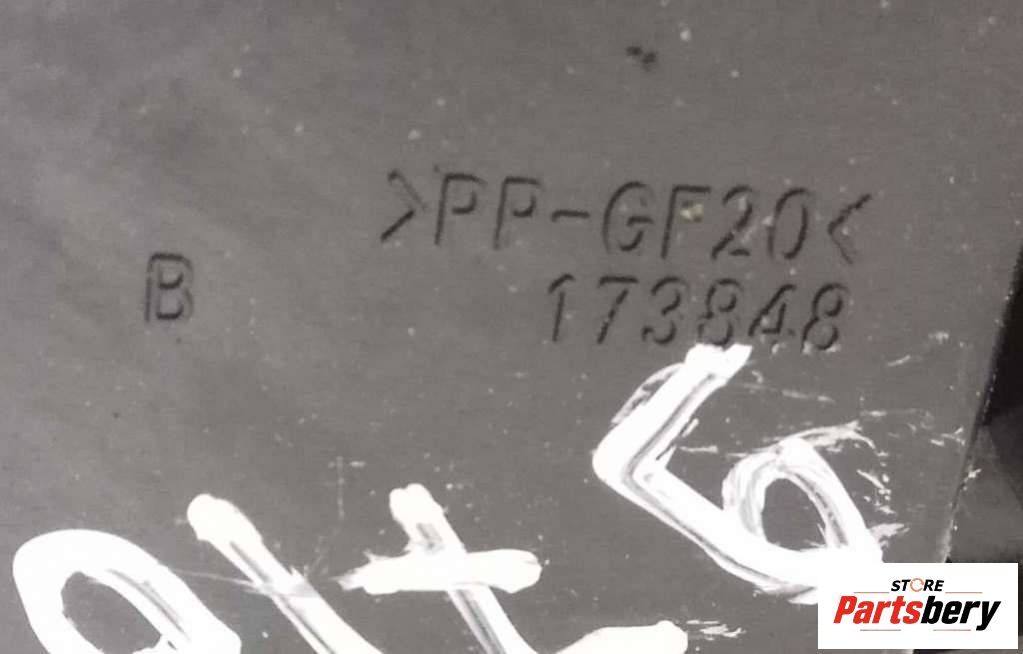 >PP-GF20<
B
173848
STORE
Partsbery